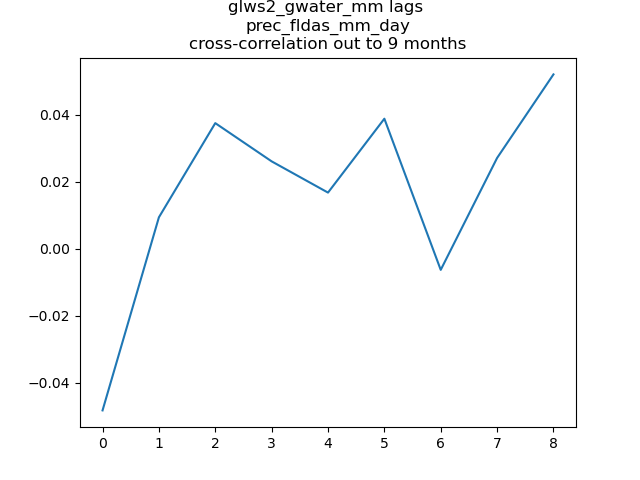 glws2_gwater_mm lags
prec_fldas_mm_day
cross-correlation out to 9 months
0.04
0.02
0.00
−0.02
−0.04
0 1 2 3 4 5 6 7 8